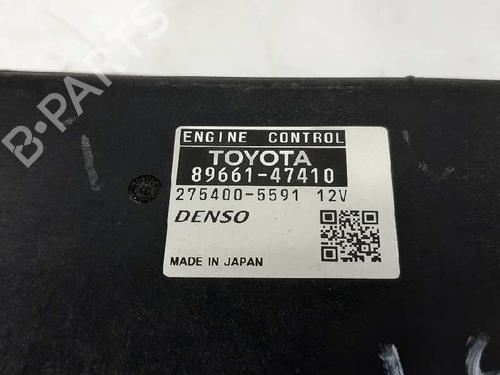 B-PARTS
ENGINE CONTROL
TOYOTA
89661-47410
275400-5591 12V
DENSO
MADE IN JAPAN